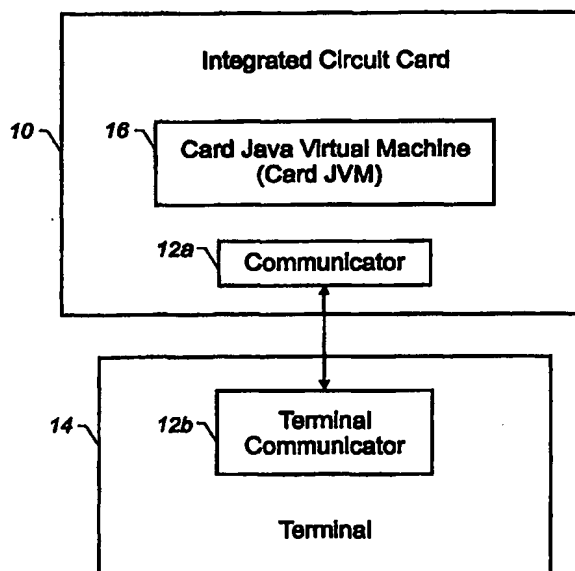 Integrated Circuit Card
10
16
Card Java Virtual Machine
(Card JVM)
12a
Communicator
14
12b
Terminal
Communicator
Terminal